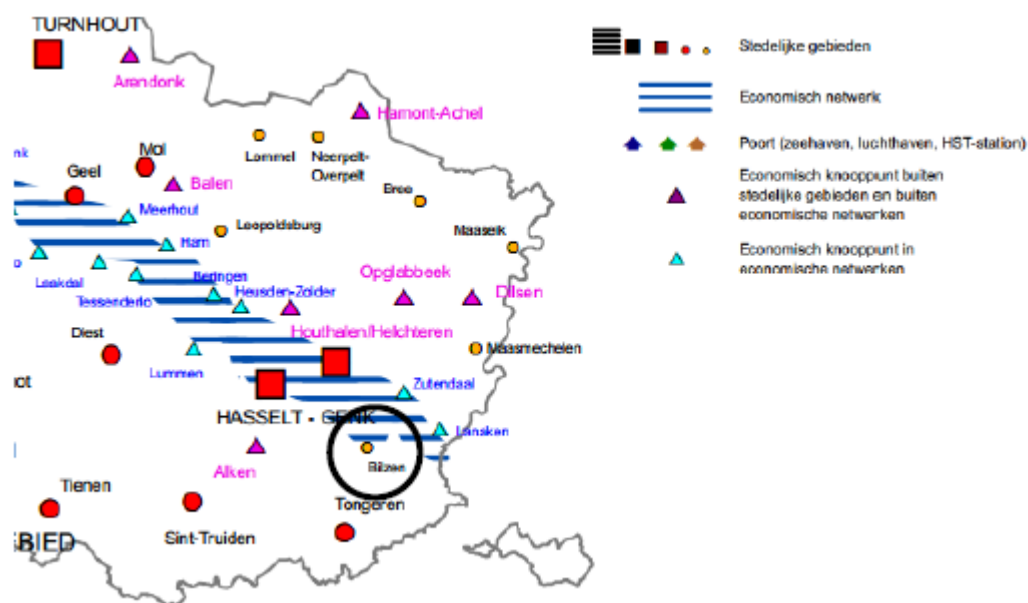 TURNHOUT
Arendonk
Hamont-Achel
Mol
Lommel
Neerpelt-
Overpelt
Geel
Balen
Bree
Meerhout
Leopoldsburg
Maaseik
Ham
Laakdal
Beringen
Opglabbeek
Tessenderlo
Heusden-Zolder
Dilsen
Diest
Houthalen/Helchteren
Maasmechelen
Lummen
Zutendaal
HASSELT - GENK
Lanaken
Alken
Bilzen
Tienen
Tongeren
Sint-Truiden
BIED
Stedelijke gebieden
Economisch netwerk
Poort (zeehaven, luchthaven, HST-station)
Economisch knooppunt buiten
stedelijke gebieden en buiten
economische netwerken
Economisch knooppunt in
economische netwerken